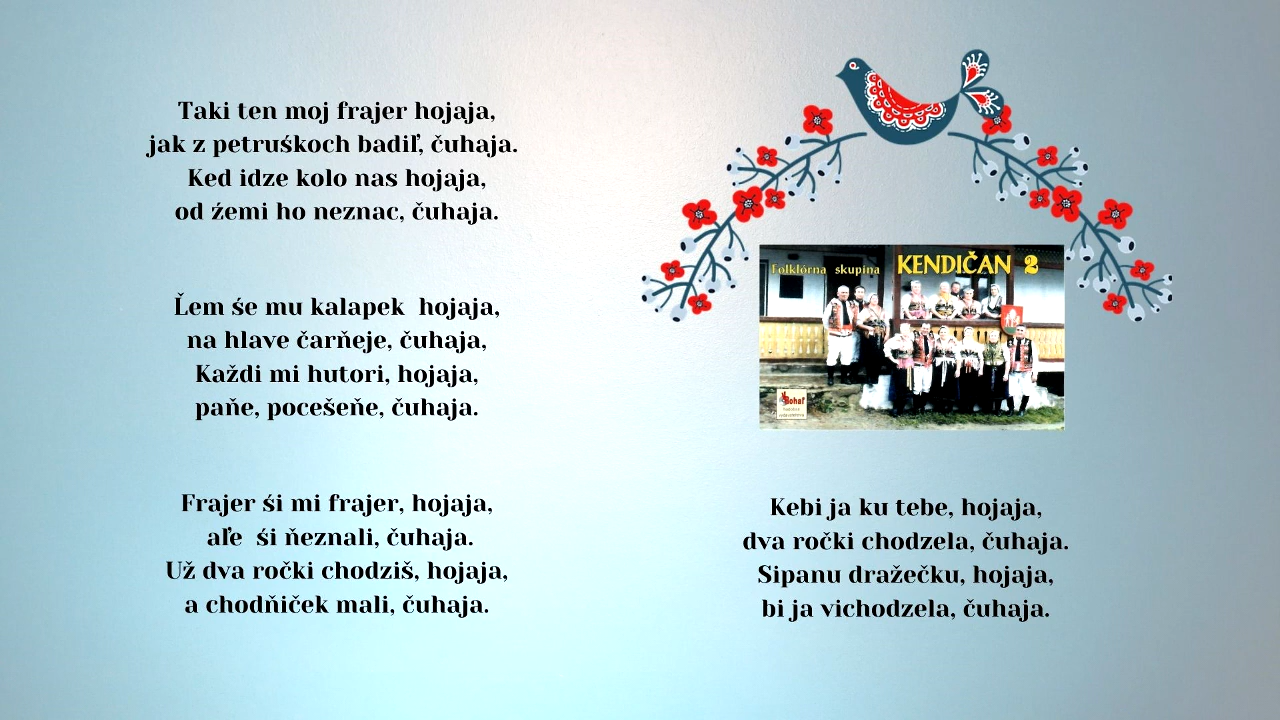 Taki ten moj frajer hojaja,
jak z petruśkoch badiľ, čuhaja.
Ked idze kolo nas hojaja,
od źemi ho neznac, čuhaja.
Ľem śe mu kalapek hojaja,
na hlave čarňeje, čuhaja,
Každi mi hutori, hojaja,
paňe, pocešeňe, čuhaja.
Frajer śi mi frajer, hojaja,
aľe śi ňeznali, čuhaja.
Už dva ročki chodziš, hojaja,
a chodňiček mali, čuhaja.
Folklórna skupina KENDIČAN 2
Bohaľ
Kebi ja ku tebe, hojaja,
dva ročki chodzela, čuhaja.
Sipanu dražečku, hojaja,
bi ja vichodzela, čuhaja.